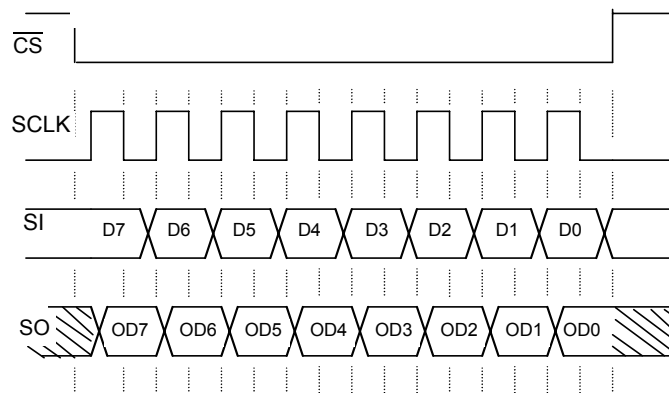 CS
SCLK
SI D7 D6 D5 D4 D3 D2 D1 D0
SO OD7 OD6 OD5 OD4 OD3 OD2 OD1 OD0